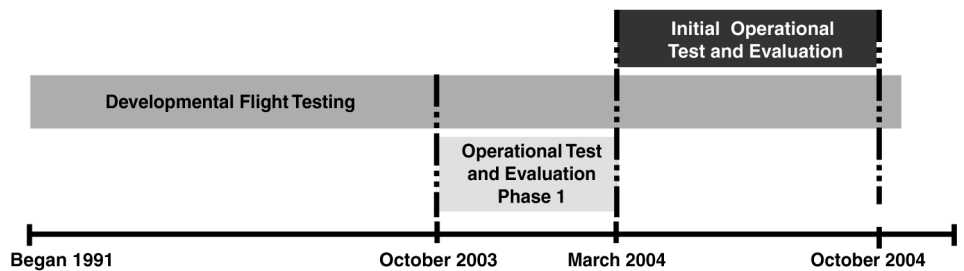 Initial Operational
Test and Evaluation
Developmental Flight Testing
Operational Test
and Evaluation
Phase 1
Began 1991
October 2003
March 2004
October 2004